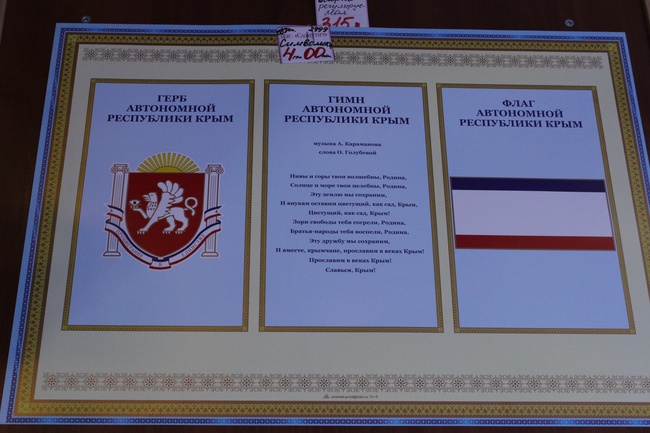 315
2999
Символика
4.00
ГЕРБ
АВТОНОМНОЙ
РЕСПУБЛИКИ КРЫМ
ГИМН
АВТОНОМНОЙ
РЕСПУБЛИКИ КРЫМ
музыка А. Караманова
слова О. Голубевой
Нивы и горы твои волшебны, Родина,
Солнце и море твои целебны, Родина.
Эту землю мы сохраним,
И внукам оставим цветущий, как сад, Крым,
Цветущий, как сад, Крым!
Зори свободы тебя согрели, Родина,
Братья-народы тебя воспели, Родина.
Эту дружбу мы сохраним,
И вместе, крымчане, прославим в веках Крым!
Прославим в веках Крым!
Славься, Крым!
ФЛАГ
АВТОНОМНОЙ
РЕСПУБЛИКИ КРЫМ